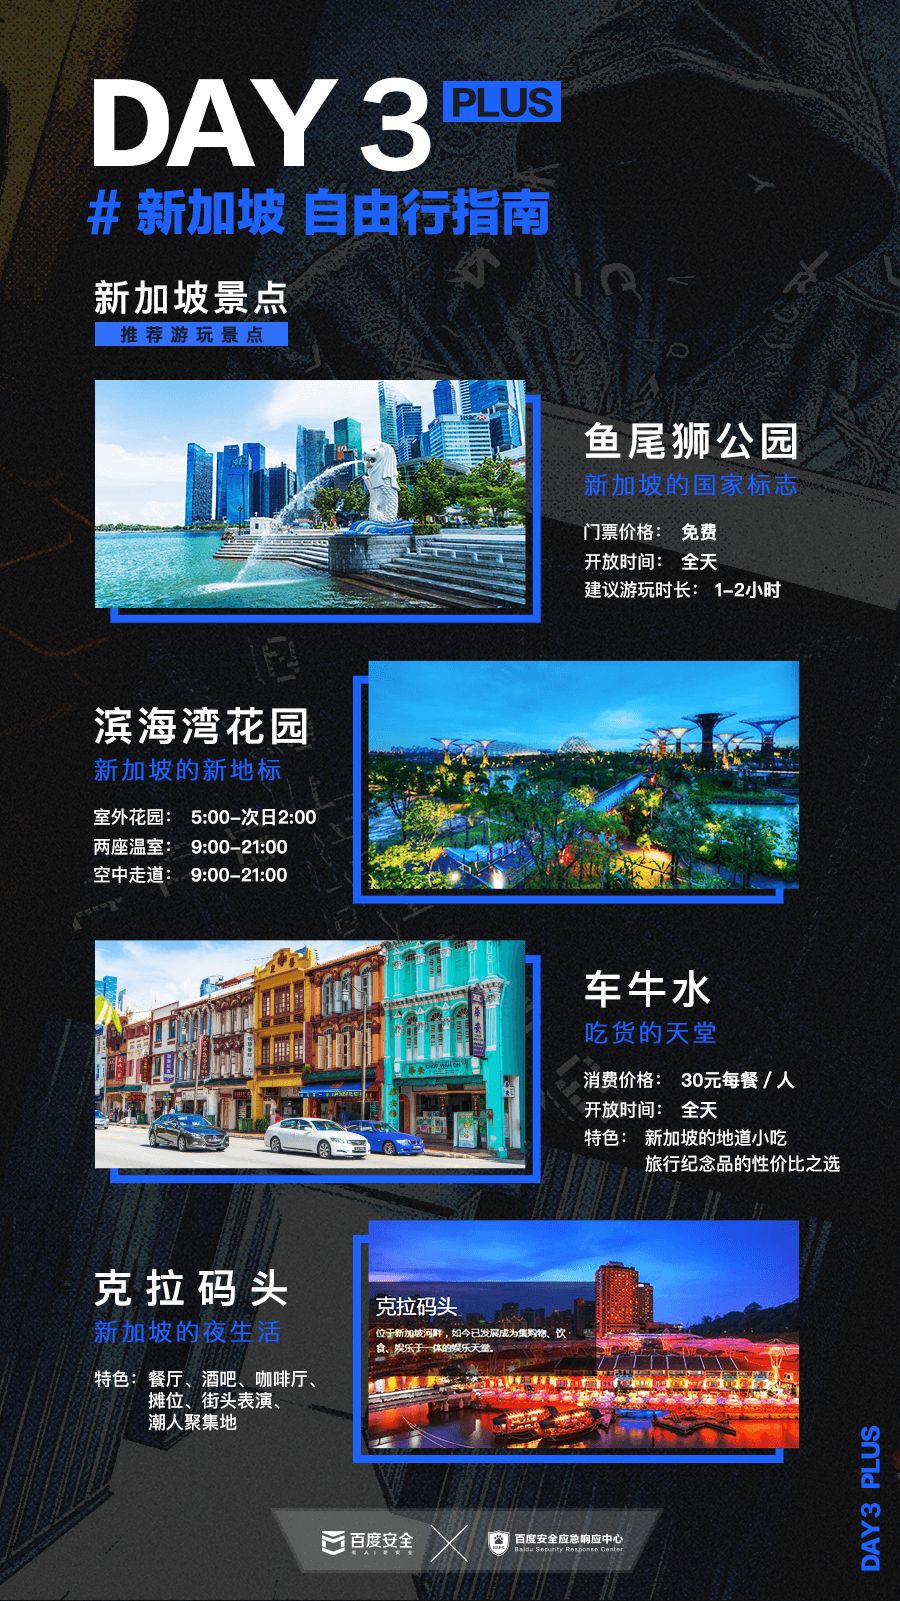 DAY 3 PLUS
# 新加坡 自由行指南
新加坡景点
推荐游玩景点
鱼尾狮公园
新加坡的国家标志
门票价格： 免费
开放时间： 全天
建议游玩时长： 1-2小时
HSBC
滨海湾花园
新加坡的新地标
室外花园： 5:00-次日2:00
两座温室： 9:00-21:00
空中走道： 9:00-21:00
车牛水
吃货的天堂
消费价格： 30元每餐 / 人
开放时间： 全天
特色： 新加坡的地道小吃
旅行纪念品的性价比之选
克拉码头
新加坡的夜生活
特色：餐厅、酒吧、咖啡厅、
摊位、街头表演、
潮人聚集地
克拉码头
位于新加坡河畔，如今已发展成为集购物、饮
食、娱乐于一体的娱乐天堂。
百度安全
有AI更安全
百度安全应急响应中心
Baidu Security Response Center
DAY3 PLUS